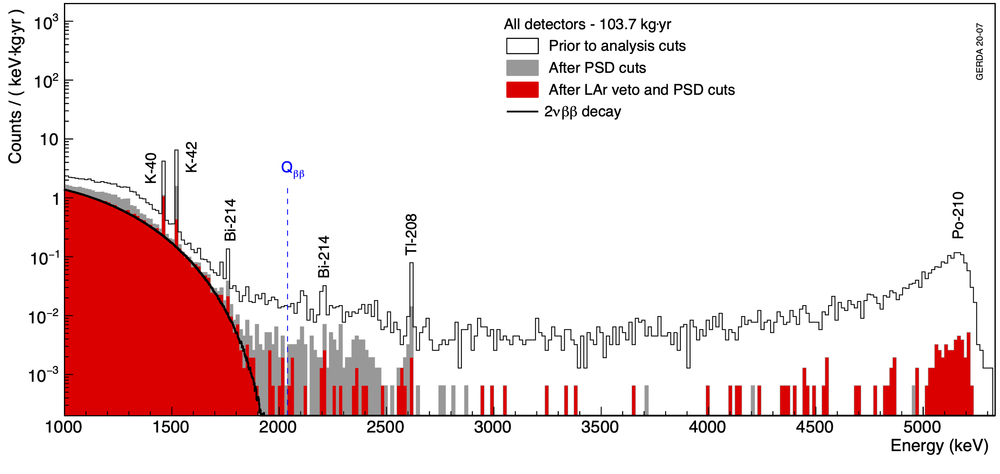 All detectors - 103.7 kg·yr
Prior to analysis cuts
After PSD cuts
After LAr veto and PSD cuts
2νββ decay
GERDA 20-07
Counts / ( keV·kg·yr )
10³
10²
10
1
10⁻¹
10⁻²
10⁻³
K-40
K-42
Bi-214
Qββ
Bi-214
Tl-208
Po-210
1000 1500 2000 2500 3000 3500 4000 4500 5000
Energy (keV)